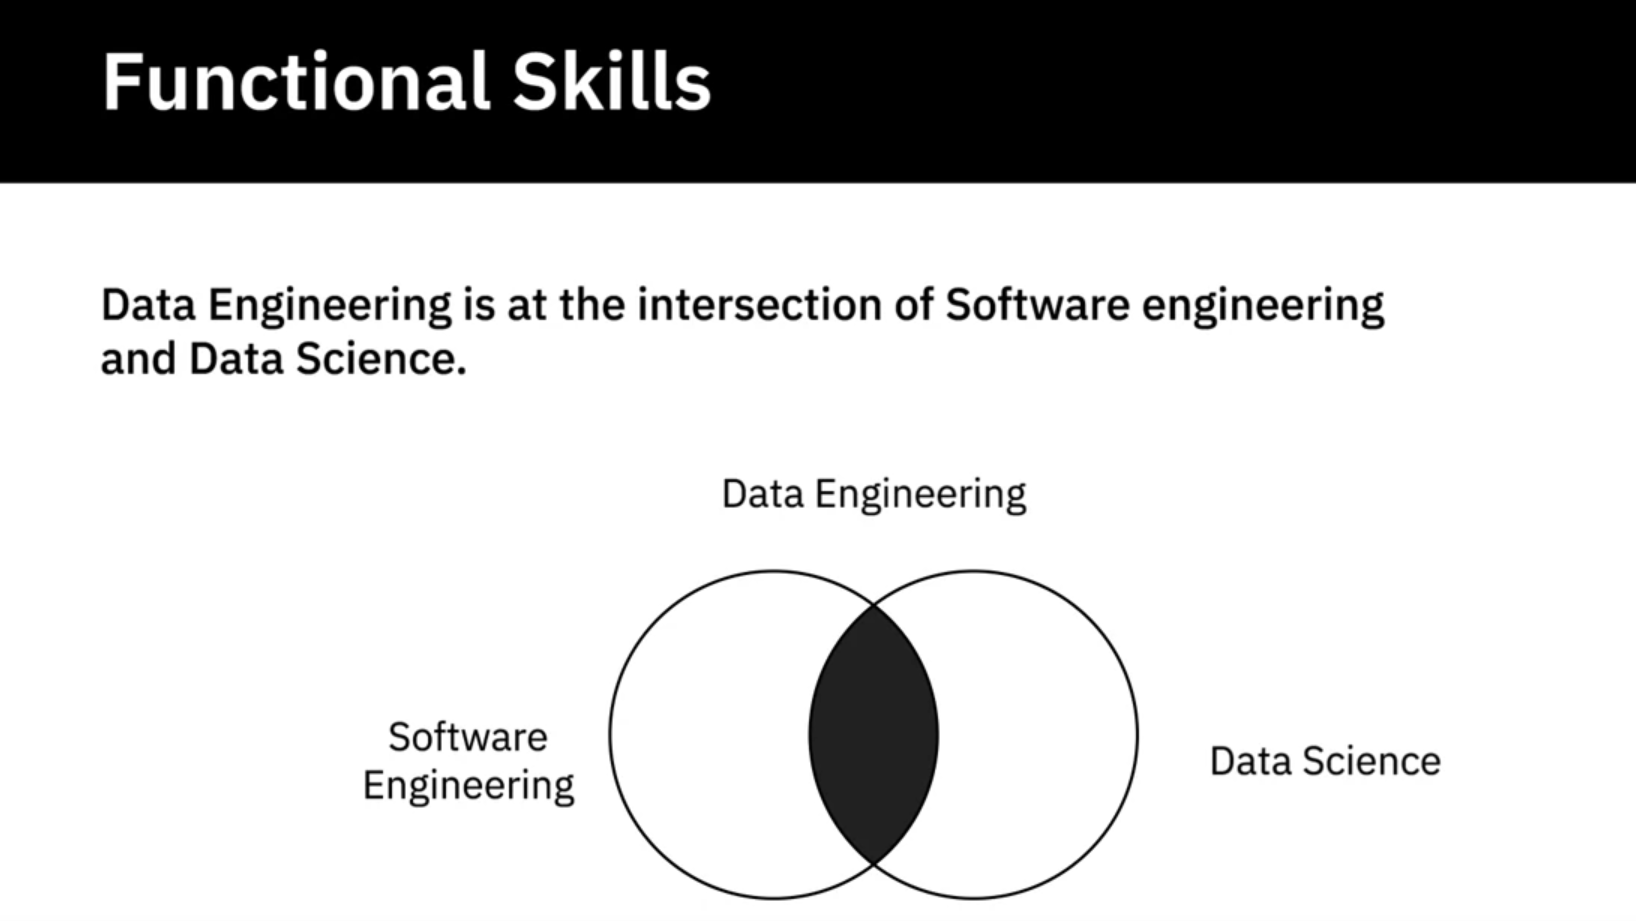 Functional Skills
Data Engineering is at the intersection of Software engineering
and Data Science.
Data Engineering
Software
Engineering
Data Science